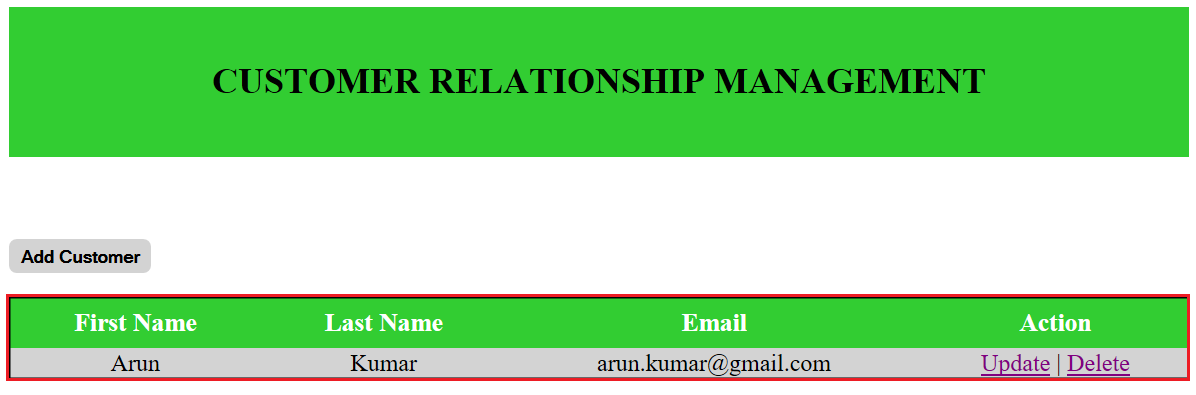 CUSTOMER RELATIONSHIP MANAGEMENT
Add Customer
First Name Last Name Email Action
Arun Kumar arun.kumar@gmail.com Update | Delete